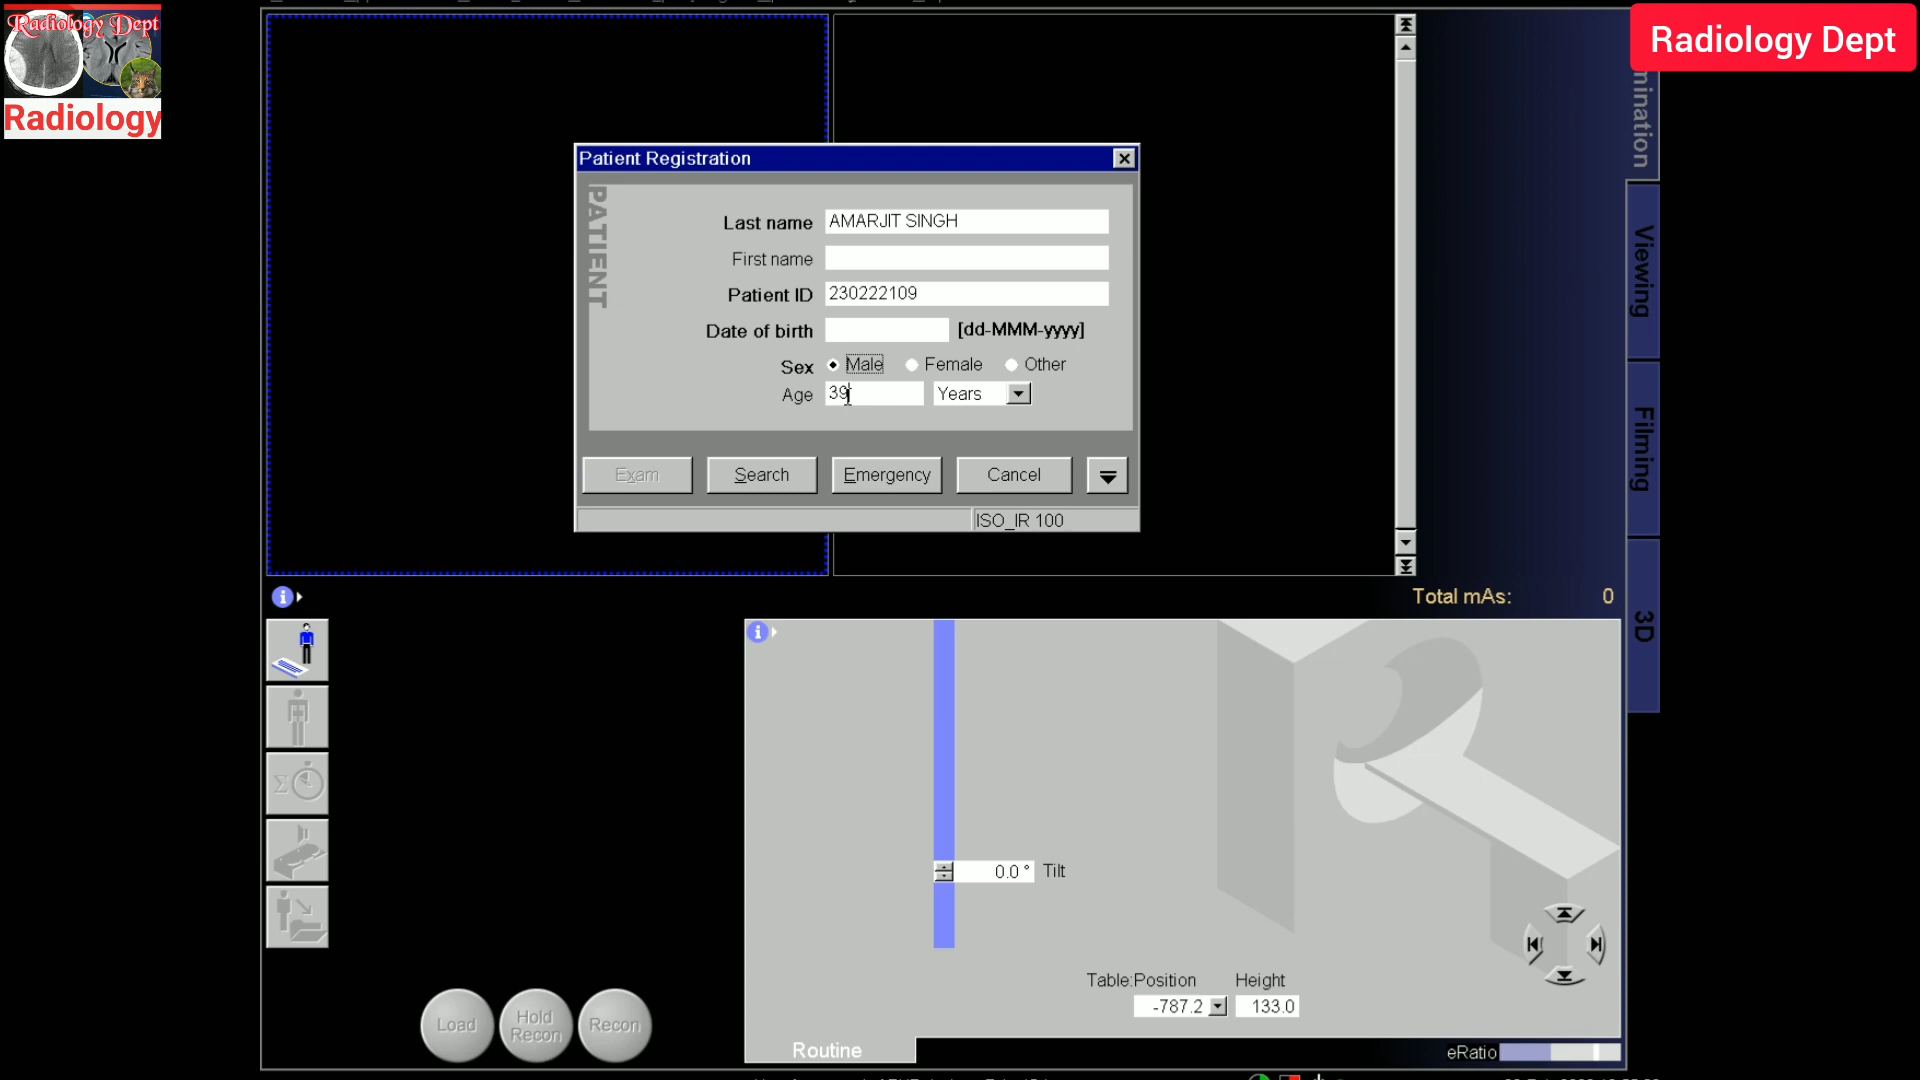 Radiology Dept
Radiology
Radiology Dept
Patient Registration
PATIENT
Last name AMARJIT SINGH
First name
Patient ID 230222109
Date of birth [dd-MMM-yyyy]
Sex Male Female Other
Age 39 Years
Exam Search Emergency Cancel
ISO_IR 100
mination
Viewing
Filming
3D
Total mAs: 0
0.0 ° Tilt
Table:Position Height
-787.2 133.0
Load Hold Recon Recon
Routine
eRatio